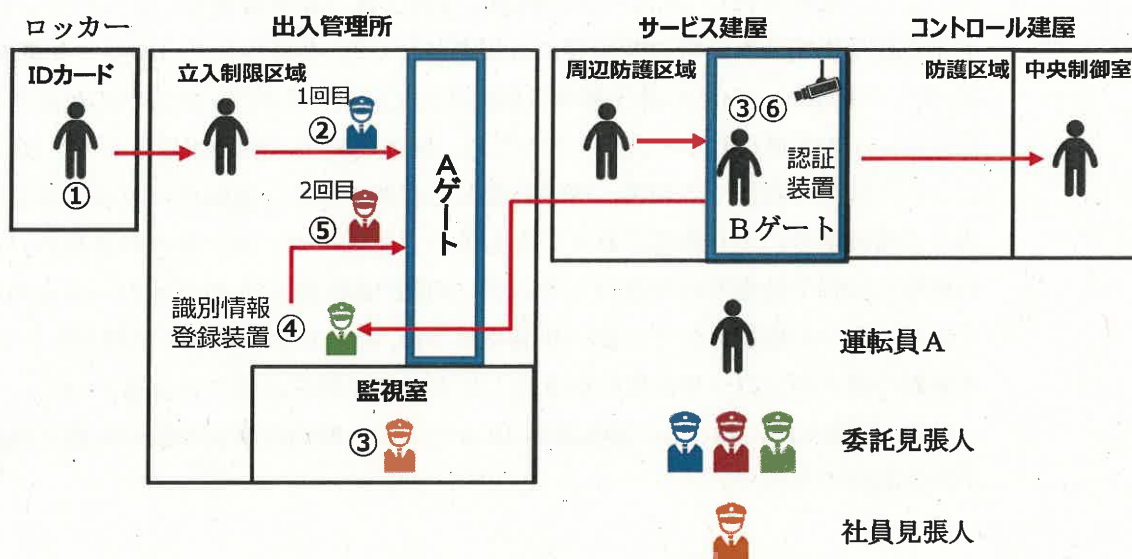 ロッカー
出入管理所
サービス建屋
コントロール建屋
IDカード
立入制限区域
周辺防護区域
防護区域
中央制御室
①
1回目
②
2回目
⑤
Aゲート
③⑥
認証
装置
Bゲート
識別情報
登録装置
④
監視室
③
運転員A
委託見張人
社員見張人